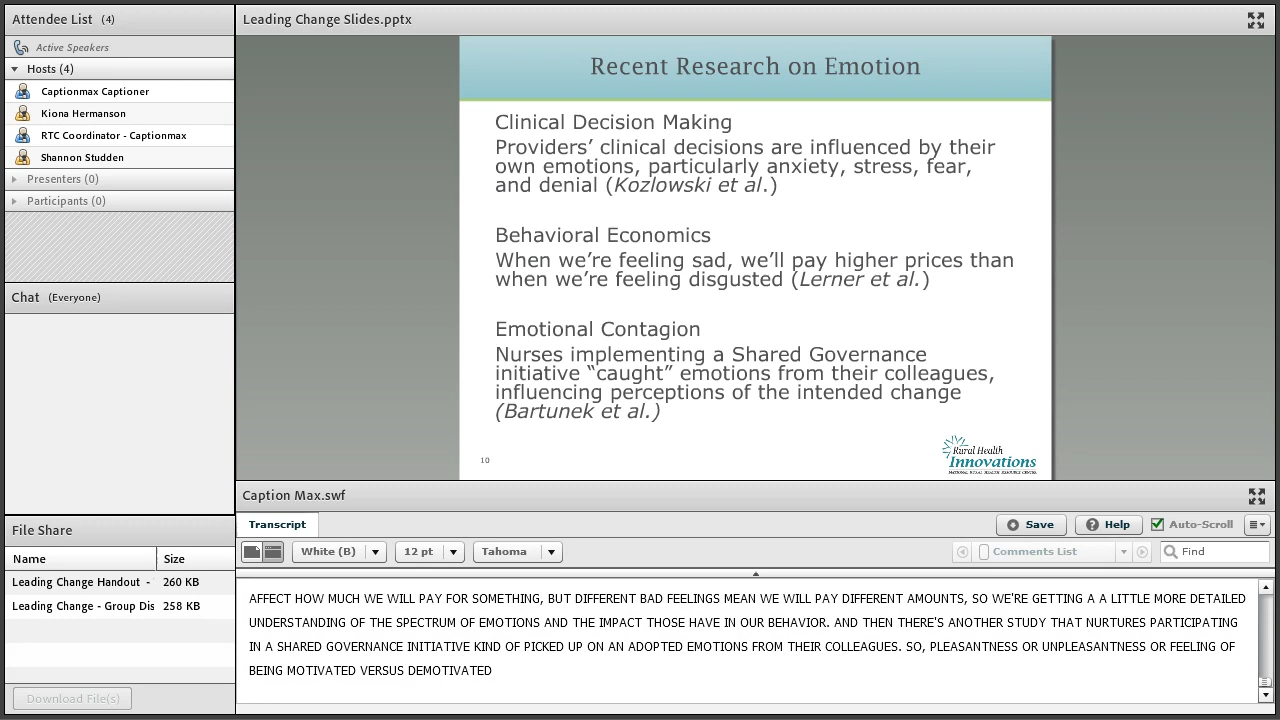 Attendee List (4)
Active Speakers
Hosts (4)
Captionmax Captioner
Kiona Hermanson
RTC Coordinator - Captionmax
Shannon Studden
Presenters (0)
Participants (0)
Chat (Everyone)
File Share
Name Size
Leading Change Handout - 260 KB
Leading Change - Group Dis 258 KB
Download File(s)
Leading Change Slides.pptx
Recent Research on Emotion
Clinical Decision Making
Providers’ clinical decisions are influenced by their
own emotions, particularly anxiety, stress, fear,
and denial (Kozlowski et al.)
Behavioral Economics
When we’re feeling sad, we’ll pay higher prices than
when we’re feeling disgusted (Lerner et al.)
Emotional Contagion
Nurses implementing a Shared Governance
initiative “caught” emotions from their colleagues,
influencing perceptions of the intended change
(Bartunek et al.)
10
Rural Health
Innovations
NATIONAL RURAL HEALTH RESOURCE CENTER
Caption Max.swf
Transcript Save Help Auto-Scroll
White (B) 12 pt Tahoma Comments List Find
AFFECT HOW MUCH WE WILL PAY FOR SOMETHING, BUT DIFFERENT BAD FEELINGS MEAN WE WILL PAY DIFFERENT AMOUNTS, SO WE'RE GETTING A A LITTLE MORE DETAILED
UNDERSTANDING OF THE SPECTRUM OF EMOTIONS AND THE IMPACT THOSE HAVE IN OUR BEHAVIOR. AND THEN THERE'S ANOTHER STUDY THAT NURTURES PARTICIPATING
IN A SHARED GOVERNANCE INITIATIVE KIND OF PICKED UP ON AN ADOPTED EMOTIONS FROM THEIR COLLEAGUES. SO, PLEASANTNESS OR UNPLEASANTNESS OR FEELING OF
BEING MOTIVATED VERSUS DEMOTIVATED